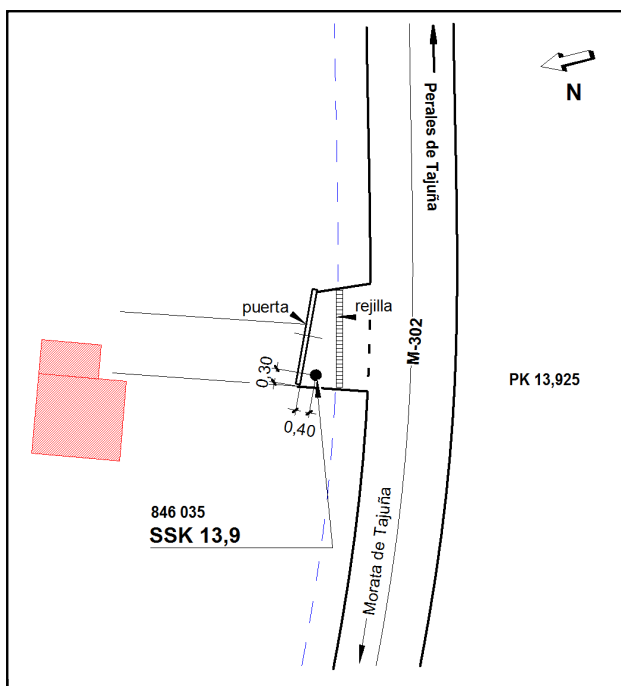 N
Perales de Tajuña
puerta
rejilla
M-302
0,30
0,40
PK 13,925
846 035
SSK 13,9
Morata de Tajuña